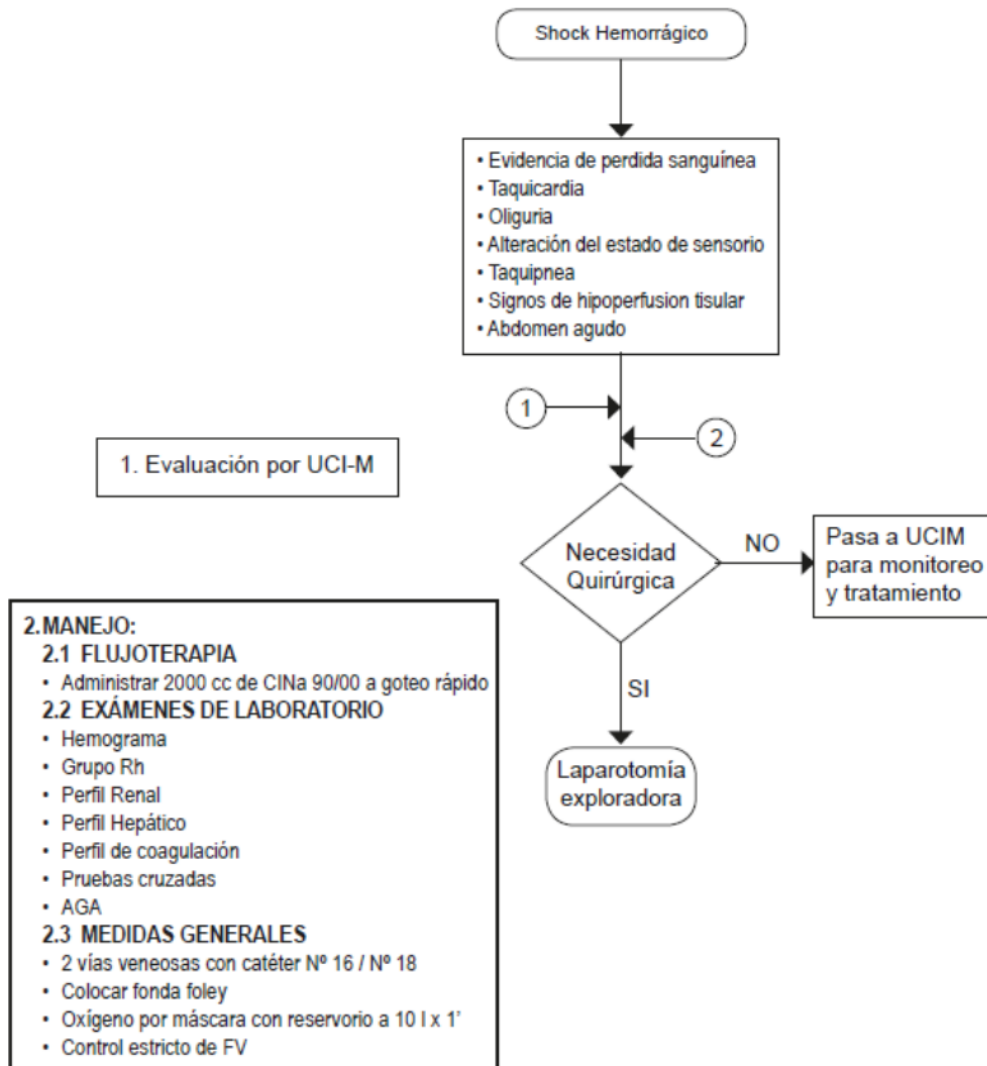 Shock Hemorrágico
• Evidencia de perdida sanguínea
• Taquicardia
• Oliguria
• Alteración del estado de sensorio
• Taquipnea
• Signos de hipoperfusion tisular
• Abdomen agudo
1
2
1. Evaluación por UCI-M
Necesidad
Quirúrgica
NO
Pasa a UCIM
para monitoreo
y tratamiento
SI
Laparotomía
exploradora
2. MANEJO:
2.1 FLUJOTERAPIA
• Administrar 2000 cc de CINa 90/00 a goteo rápido
2.2 EXÁMENES DE LABORATORIO
• Hemograma
• Grupo Rh
• Perfil Renal
• Perfil Hepático
• Perfil de coagulación
• Pruebas cruzadas
• AGA
2.3 MEDIDAS GENERALES
• 2 vías veneosas con catéter Nº 16 / Nº 18
• Colocar fonda foley
• Oxígeno por máscara con reservorio a 10 l x 1'
• Control estricto de FV